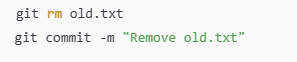 git rm old.txt
git commit -m "Remove old.txt"